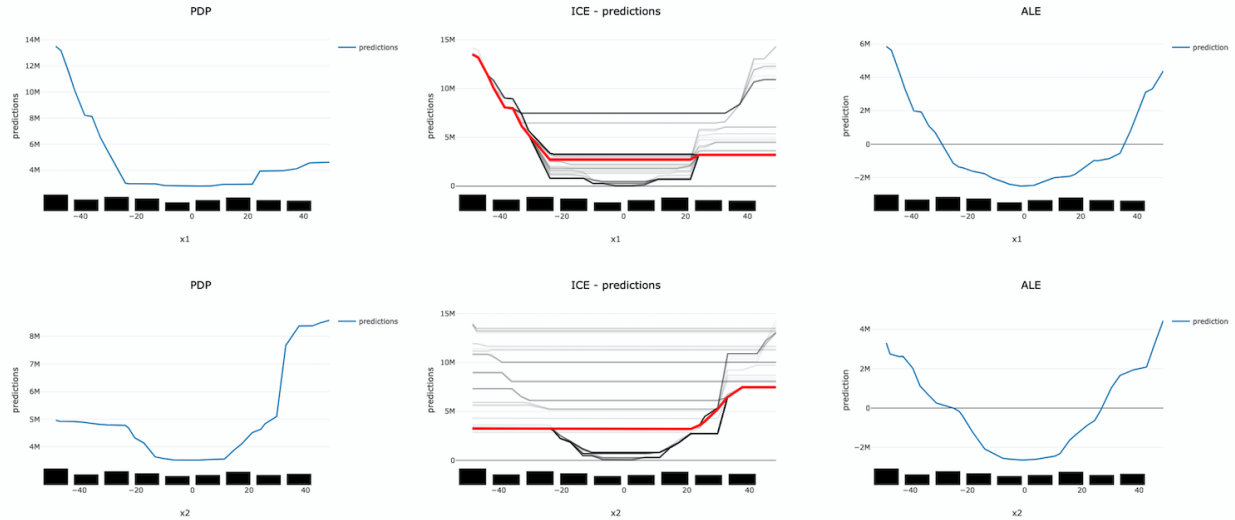 PDP
14M
12M
10M
8M
6M
4M
predictions
predictions
−40
−20
0
20
40
x1
ICE - predictions
15M
10M
5M
0
predictions
−40
−20
0
20
40
x1
ALE
6M
4M
2M
0
−2M
prediction
prediction
−40
−20
0
20
40
x1
PDP
8M
7M
6M
5M
4M
predictions
predictions
−40
−20
0
20
40
x2
ICE - predictions
15M
10M
5M
0
predictions
−40
−20
0
20
40
x2
ALE
4M
2M
0
−2M
prediction
prediction
−40
−20
0
20
40
x2